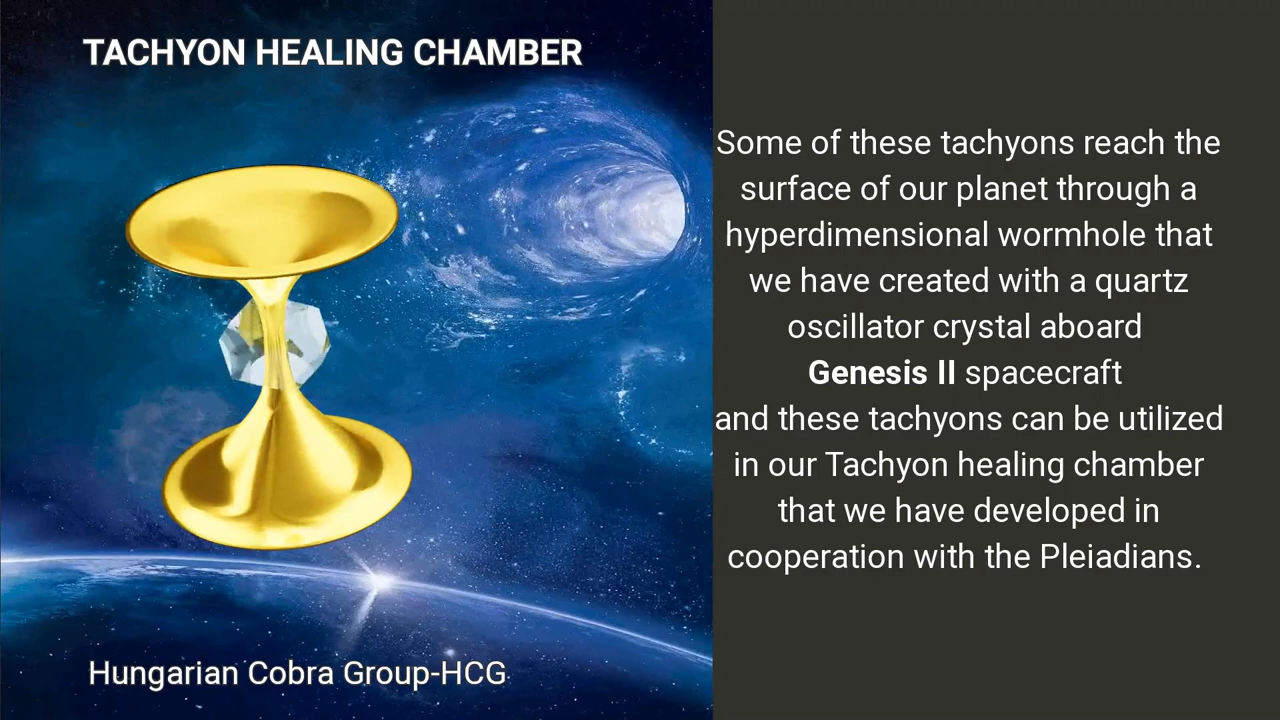 TACHYON HEALING CHAMBER
Some of these tachyons reach the
surface of our planet through a
hyperdimensional wormhole that
we have created with a quartz
oscillator crystal aboard
Genesis II spacecraft
and these tachyons can be utilized
in our Tachyon healing chamber
that we have developed in
cooperation with the Pleiadians.
Hungarian Cobra Group-HCG